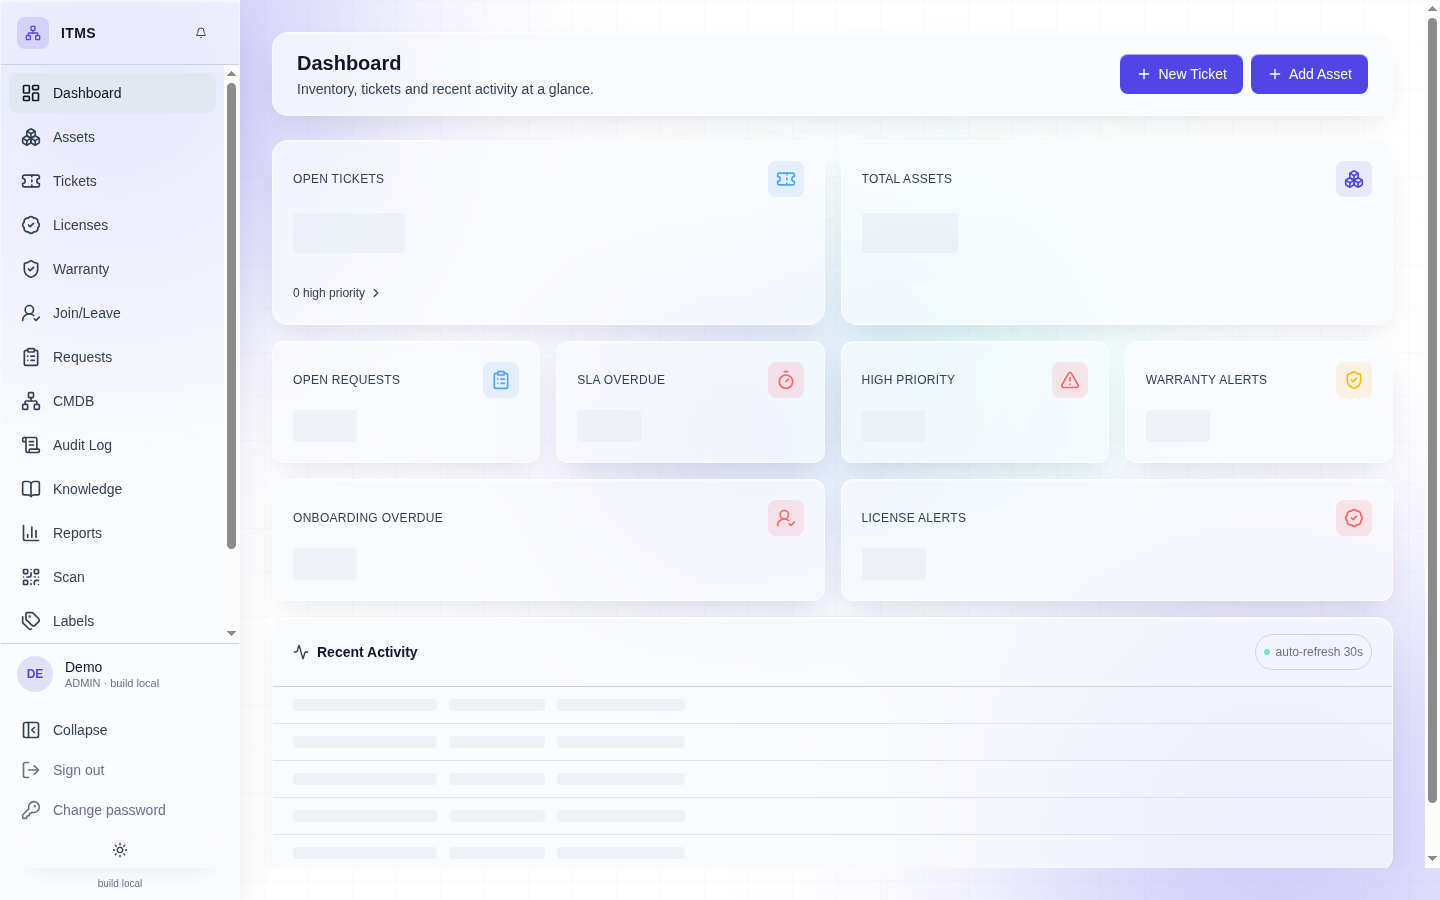 ITMS
Dashboard
Assets
Tickets
Licenses
Warranty
Join/Leave
Requests
CMDB
Audit Log
Knowledge
Reports
Scan
Labels
DE
Demo
ADMIN · build local
Collapse
Sign out
Change password
build local
Dashboard
Inventory, tickets and recent activity at a glance.
New Ticket
Add Asset
OPEN TICKETS
0 high priority
TOTAL ASSETS
OPEN REQUESTS
SLA OVERDUE
HIGH PRIORITY
WARRANTY ALERTS
ONBOARDING OVERDUE
LICENSE ALERTS
Recent Activity
auto-refresh 30s